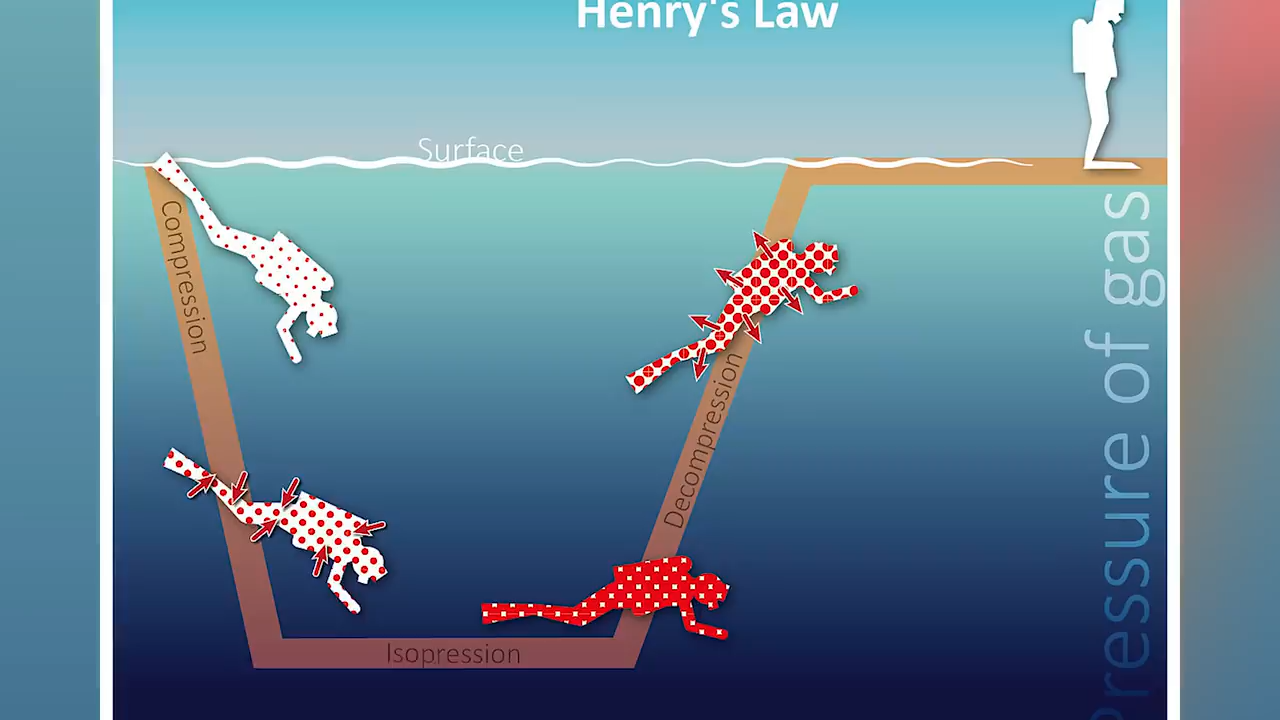 Henry's Law
Surface
Compression
Decompression
Isopression
Pressure of gas